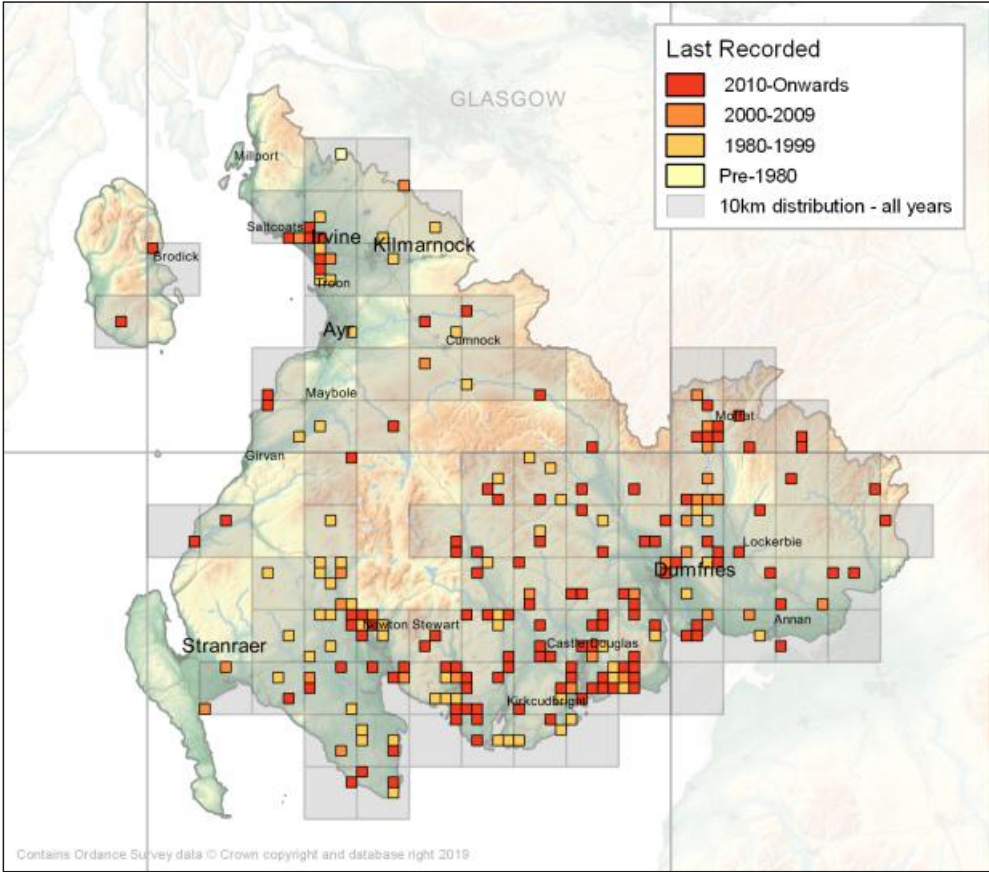 GLASGOW
Last Recorded
2010-Onwards
2000-2009
1980-1999
Pre-1980
10km distribution - all years
Millport
Saltcoats
Irvine
Kilmarnock
Brodick
Troon
Ayr
Cumnock
Maybole
Moffat
Girvan
Lockerbie
Dumfries
Newton Stewart
Annan
Stranraer
Castle Douglas
Kirkcudbright
Contains Ordance Survey data © Crown copyright and database right 2019